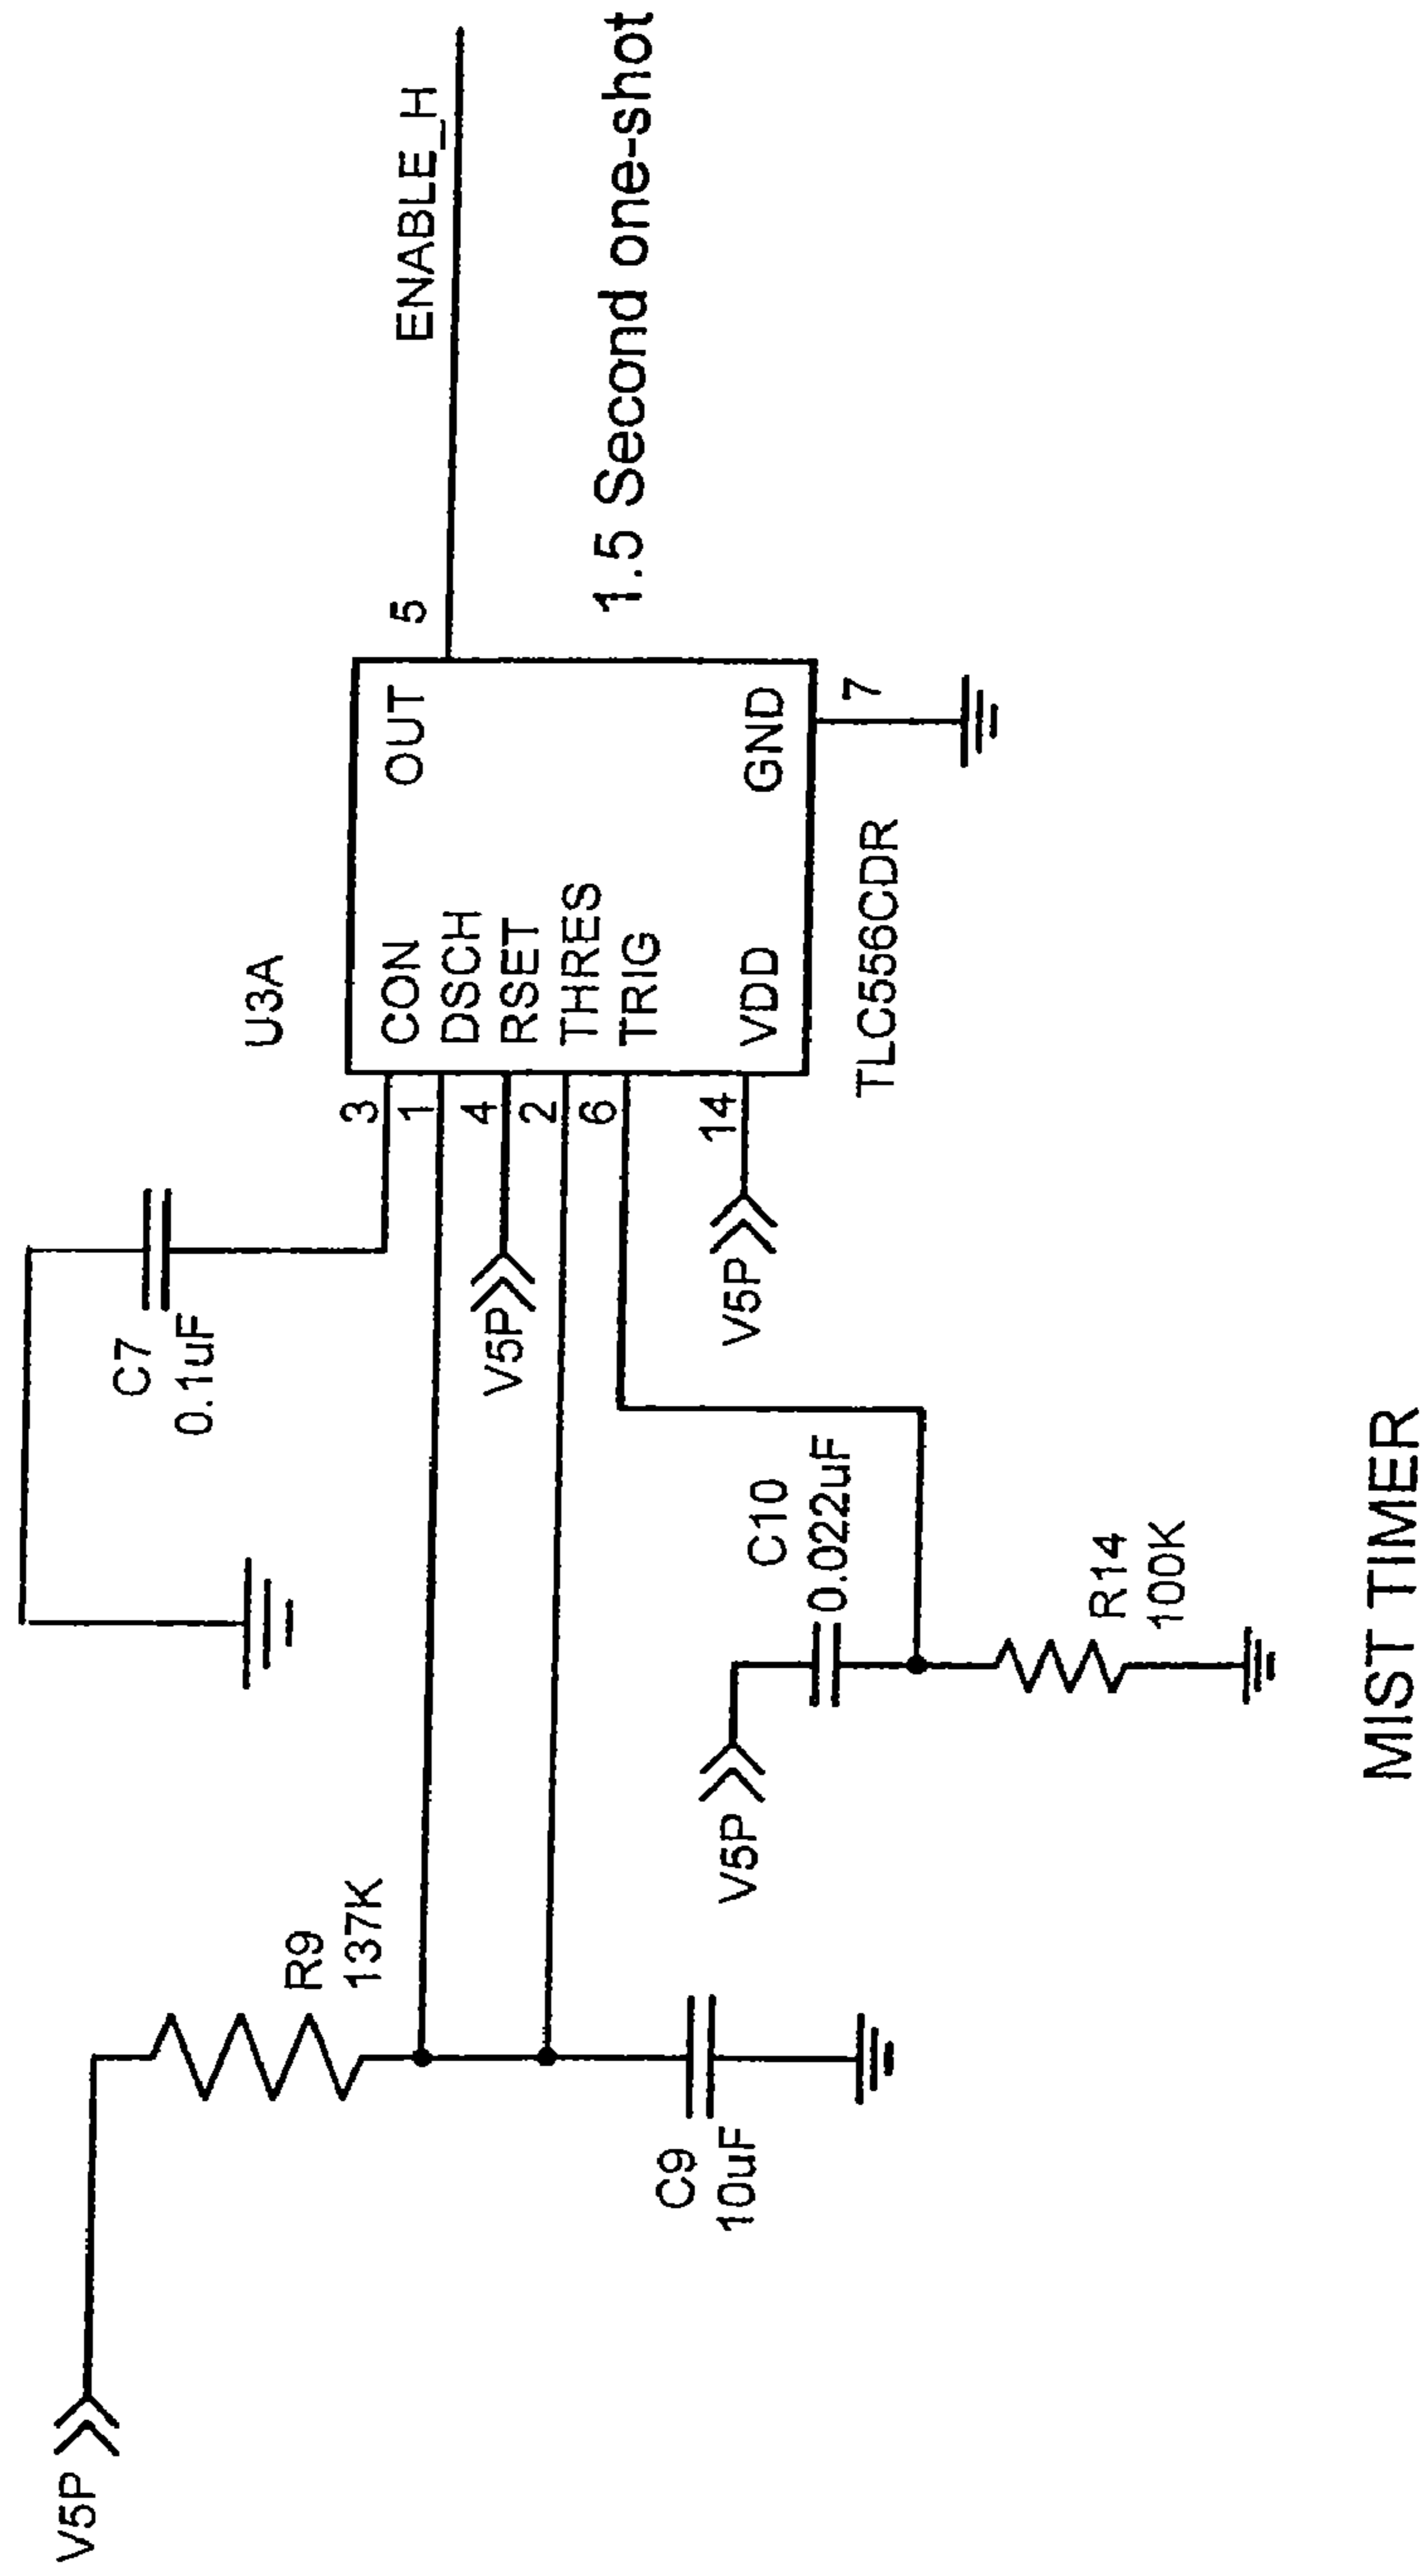 V5P
R9
137K
C9
10uF
C7
0.1uF
V5P
V5P
C10
0.022uF
R14
100K
V5P
U3A
3
1
4
2
6
14
CON
DSCH
RSET
THRES
TRIG
VDD
OUT
GND
5
7
TLC556CDR
ENABLE_H
1.5 Second one-shot
MIST TIMER